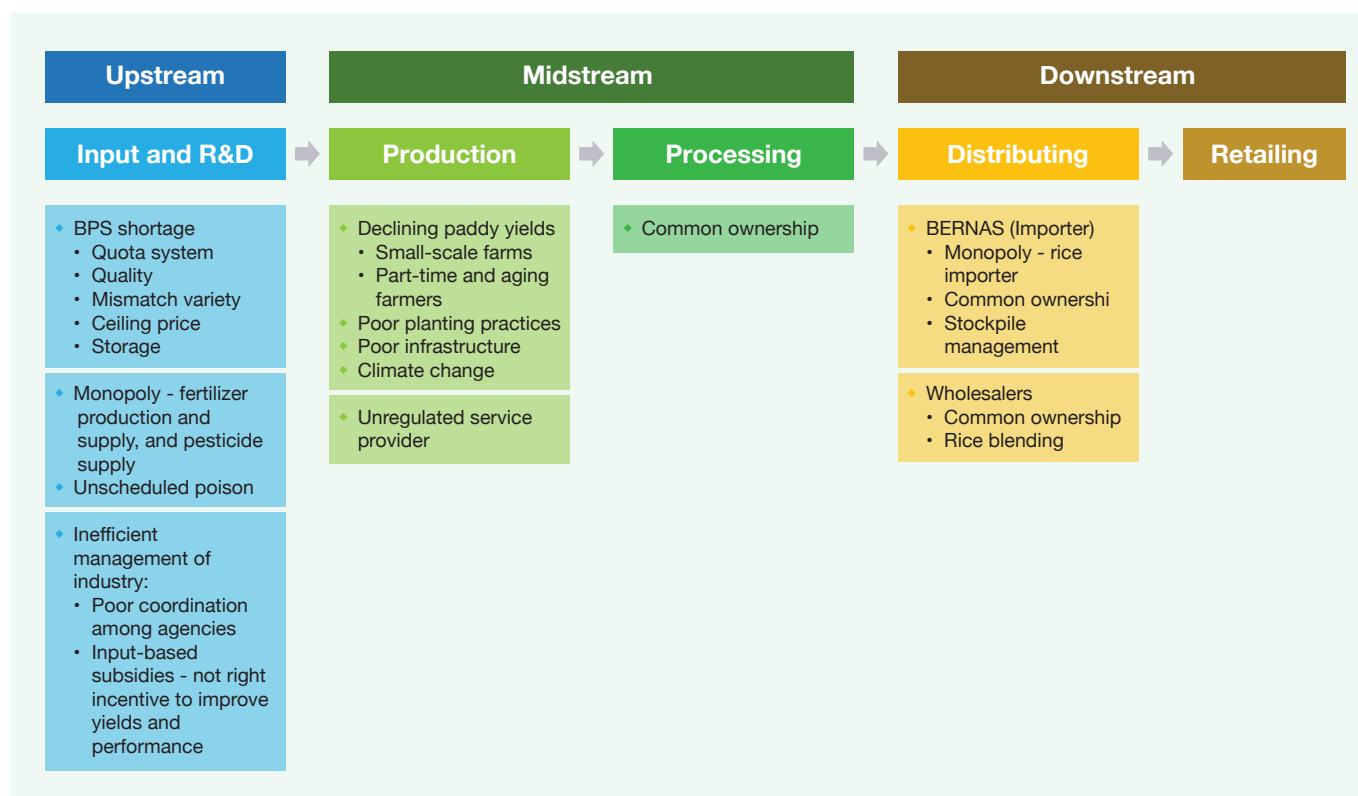 Upstream
Midstream
Downstream
Input and R&D
Production
Processing
Distributing
Retailing
BPS shortage
• Quota system
• Quality
• Mismatch variety
• Ceiling price
• Storage
Monopoly - fertilizer
production and
supply, and pesticide
supply
Unscheduled poison
Inefficient
management of
industry:
• Poor coordination
among agencies
• Input-based
subsidies - not right
incentive to improve
yields and
performance
Declining paddy yields
• Small-scale farms
• Part-time and aging
farmers
Poor planting practices
Poor infrastructure
Climate change
Unregulated service
provider
Common ownership
BERNAS (Importer)
• Monopoly - rice
importer
• Common ownershi
• Stockpile
management
Wholesalers
• Common ownership
• Rice blending